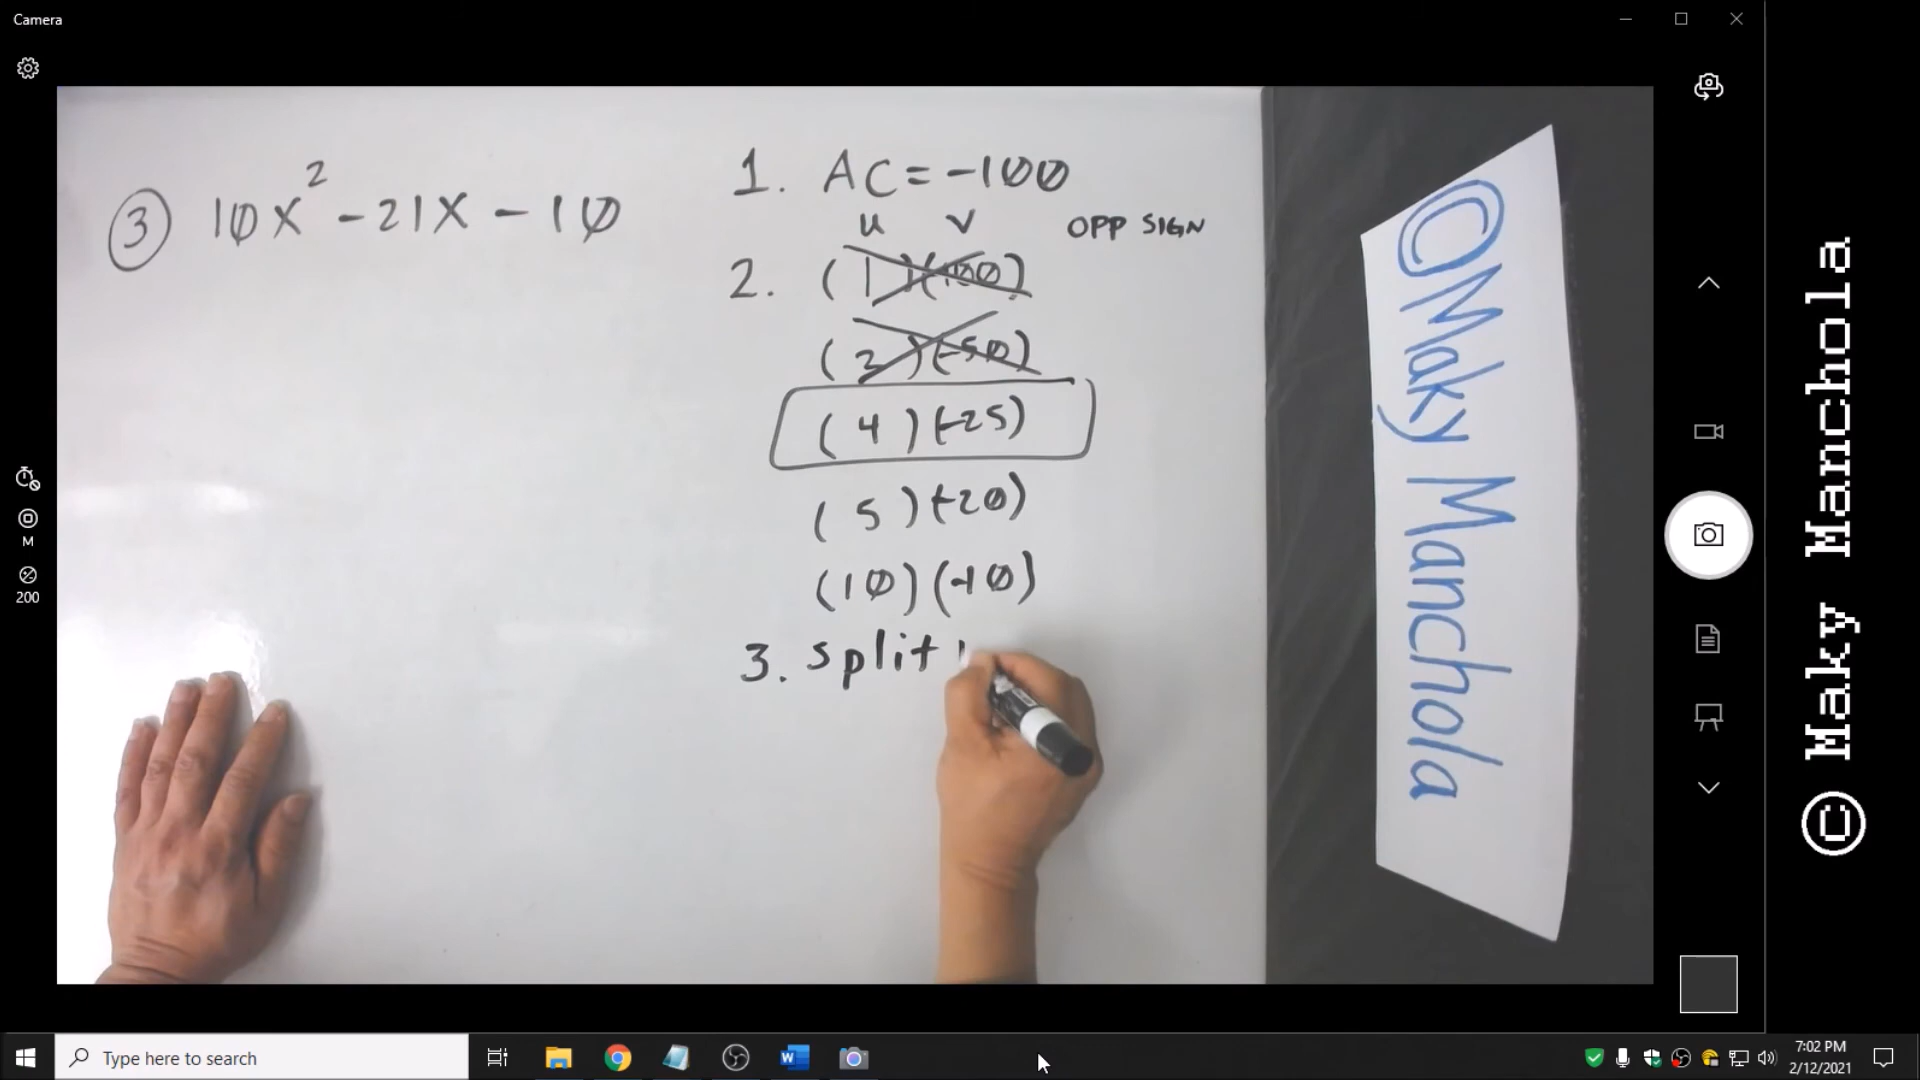 Camera
③ 10x² - 21x - 10
1. AC = -100
u v OPP SIGN
2. ( 1 )(-100)
( 2 )(-50)
( 4 )(-25)
( 5 )(-20)
(10)(-10)
3. split
M
200
© Maky Manchola
© Maky Manchola
Type here to search
7:02 PM
2/12/2021